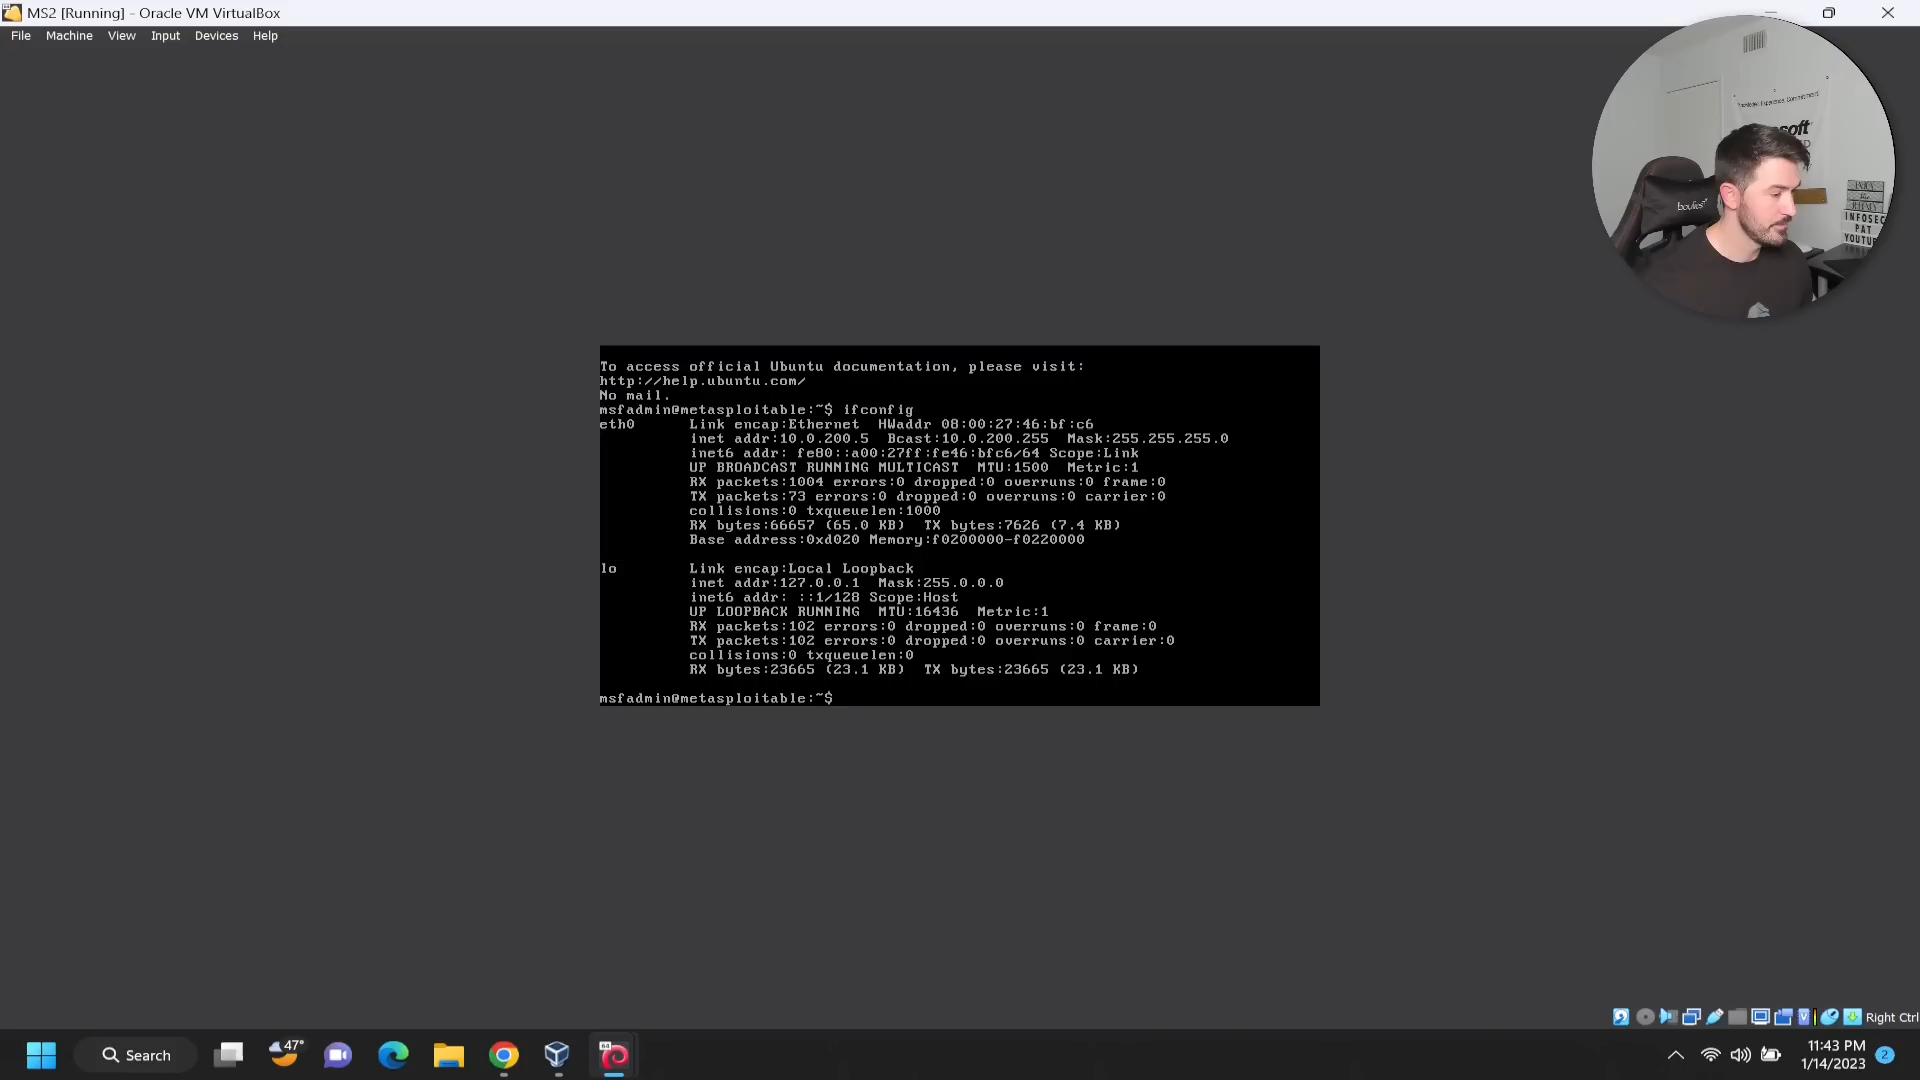 MS2 [Running] - Oracle VM VirtualBox
File Machine View Input Devices Help
Knowledge. Experience. Commitment.
boulies
INFOSEC
PAT
To access official Ubuntu documentation, please visit:
http://help.ubuntu.com/
No mail.
msfadmin@metasploitable:~$ ifconfig
eth0 Link encap:Ethernet HWaddr 08:00:27:46:bf:c6
inet addr:10.0.200.5 Bcast:10.0.200.255 Mask:255.255.255.0
inet6 addr: fe80::a00:27ff:fe46:bfc6/64 Scope:Link
UP BROADCAST RUNNING MULTICAST MTU:1500 Metric:1
RX packets:1004 errors:0 dropped:0 overruns:0 frame:0
TX packets:73 errors:0 dropped:0 overruns:0 carrier:0
collisions:0 txqueuelen:1000
RX bytes:66657 (65.0 KB) TX bytes:7626 (7.4 KB)
Base address:0xd020 Memory:f0200000-f0220000
lo Link encap:Local Loopback
inet addr:127.0.0.1 Mask:255.0.0.0
inet6 addr: ::1/128 Scope:Host
UP LOOPBACK RUNNING MTU:16436 Metric:1
RX packets:102 errors:0 dropped:0 overruns:0 frame:0
TX packets:102 errors:0 dropped:0 overruns:0 carrier:0
collisions:0 txqueuelen:0
RX bytes:23665 (23.1 KB) TX bytes:23665 (23.1 KB)
msfadmin@metasploitable:~$
Right Ctrl
Search
47°
64
11:43 PM
1/14/2023
2